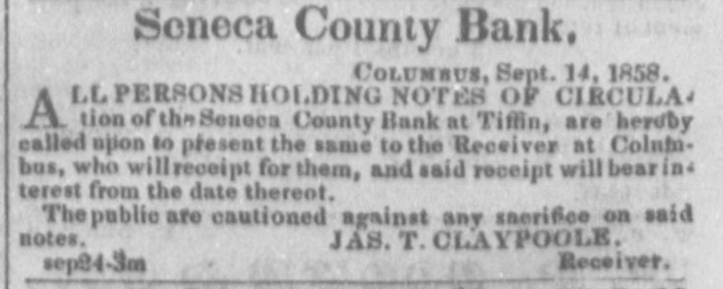 Seneca County Bank.
COLUMBUS, Sept. 14, 1858.
ALL PERSONS HOLDING NOTES OF CIRCULA-
tion of the Seneca County Bank at Tiffin, are hereby
called upon to present the same to the Receiver at Colum-
bus, who will receipt for them, and said receipt will bear in-
terest from the date thereof.
The public are cautioned against any sacrifice on said
notes. JAS. T. CLAYPOOLE.
sep24-3m Receiver.